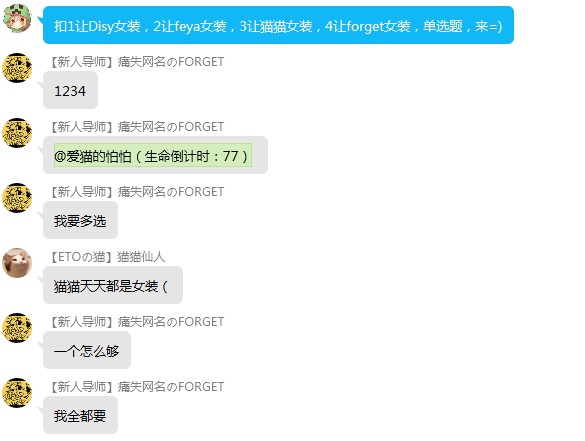 扣1让Disy女装，2让feya女装，3让猫猫女装，4让forget女装，单选题，来=)
【新人导师】痛失网名のFORGET
1234
【新人导师】痛失网名のFORGET
@爱猫的怕怕（生命倒计时：77）
【新人导师】痛失网名のFORGET
我要多选
【ETOの猫】猫猫仙人
猫猫天天都是女装（
【新人导师】痛失网名のFORGET
一个怎么够
【新人导师】痛失网名のFORGET
我全都要